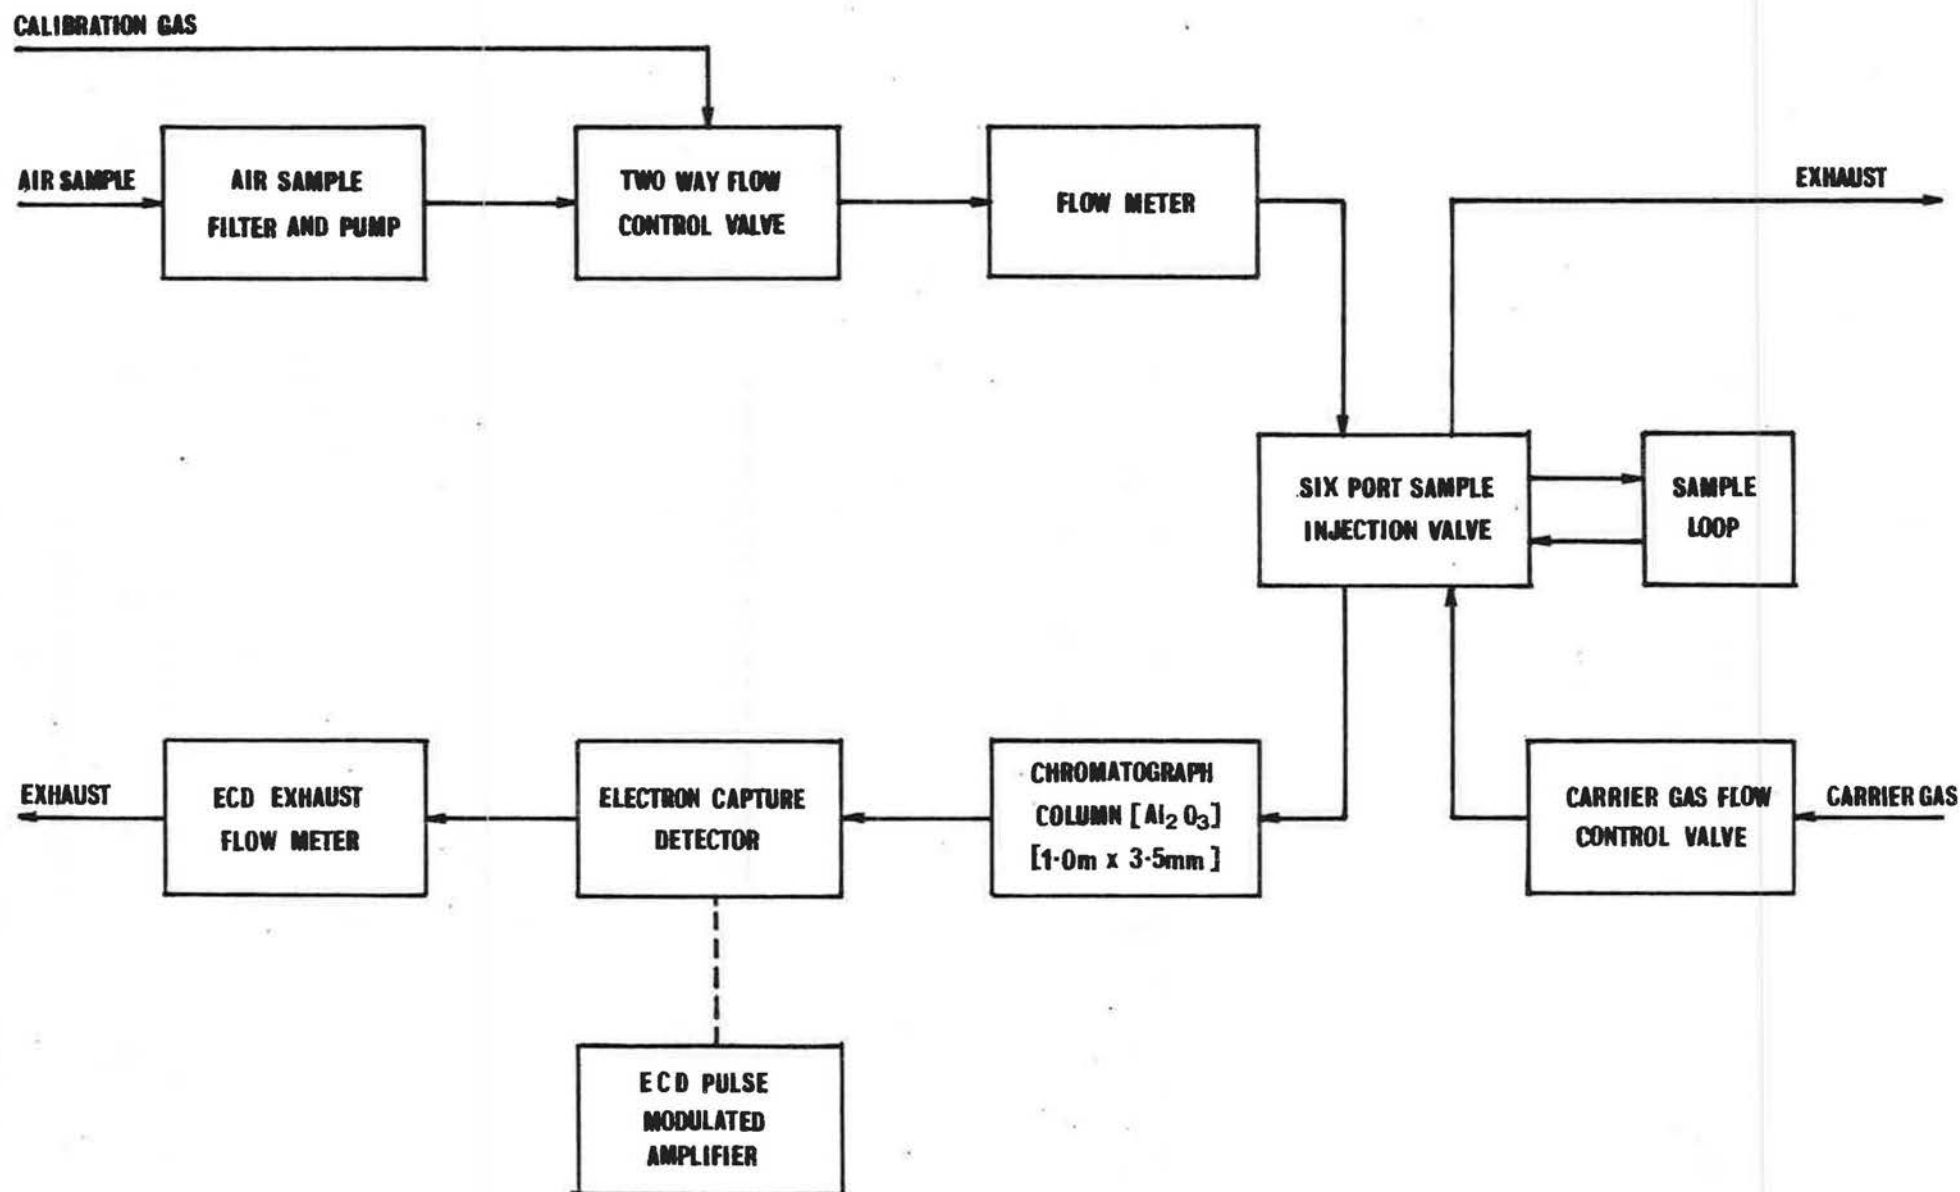 CALIBRATION GAS
AIR SAMPLE
AIR SAMPLE
FILTER AND PUMP
TWO WAY FLOW
CONTROL VALVE
FLOW METER
EXHAUST
SIX PORT SAMPLE
INJECTION VALVE
SAMPLE
LOOP
EXHAUST
ECD EXHAUST
FLOW METER
ELECTRON CAPTURE
DETECTOR
CHROMATOGRAPH
COLUMN [Al₂ O₃]
[1·0m x 3·5mm]
CARRIER GAS FLOW
CONTROL VALVE
CARRIER GAS
ECD PULSE
MODULATED
AMPLIFIER